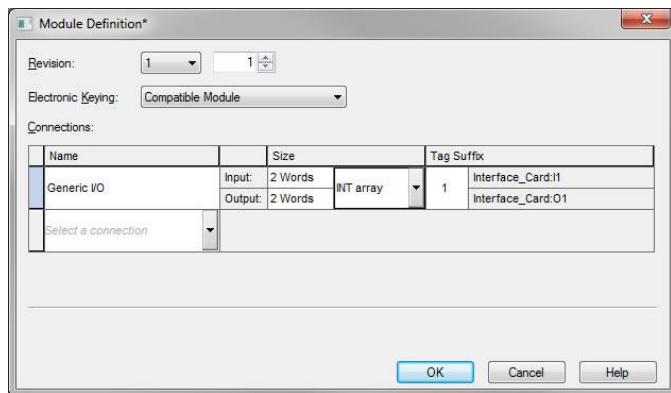 Module Definition*
Revision: 1 1
Electronic Keying: Compatible Module
Connections:
Name Size Tag Suffix
Generic I/O Input: 2 Words INT array 1 Interface_Card:I1
Output: 2 Words Interface_Card:O1
Select a connection
OK Cancel Help